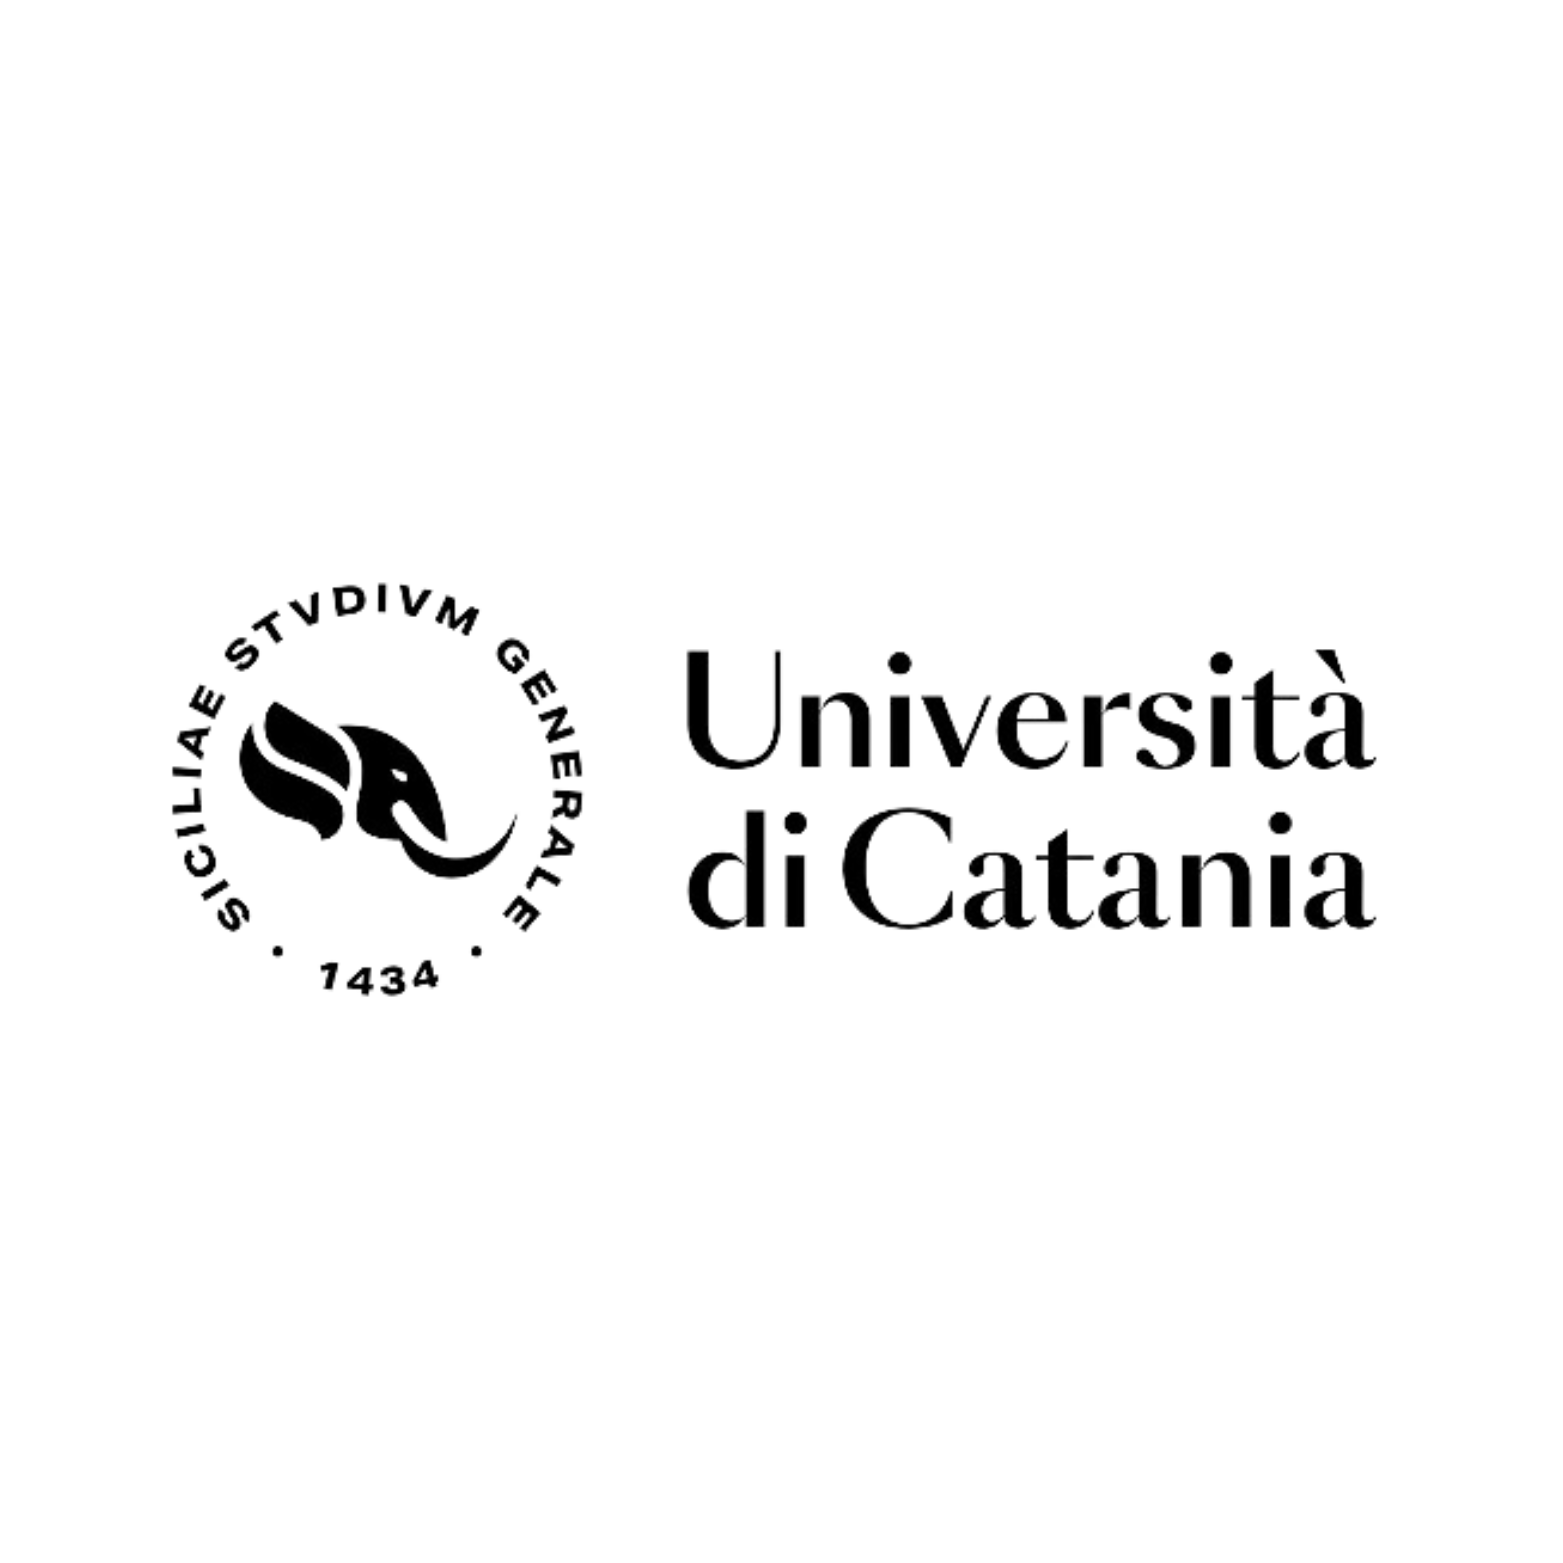 SICILIAE STVDIVM GENERALE
· 1434 ·
Università
di Catania